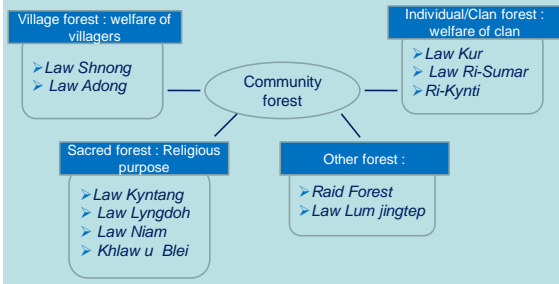 Village forest : welfare of
villagers
➢Law Shnong
➢ Law Adong
Individual/Clan forest :
welfare of clan
➢Law Kur
➢ Law Ri-Sumar
➢Ri-Kynti
Community
forest
Sacred forest : Religious
purpose
➢Law Kyntang
➢ Law Lyngdoh
➢ Law Niam
➢ Khlaw u Blei
Other forest :
➢Raid Forest
➢Law Lum jingtep